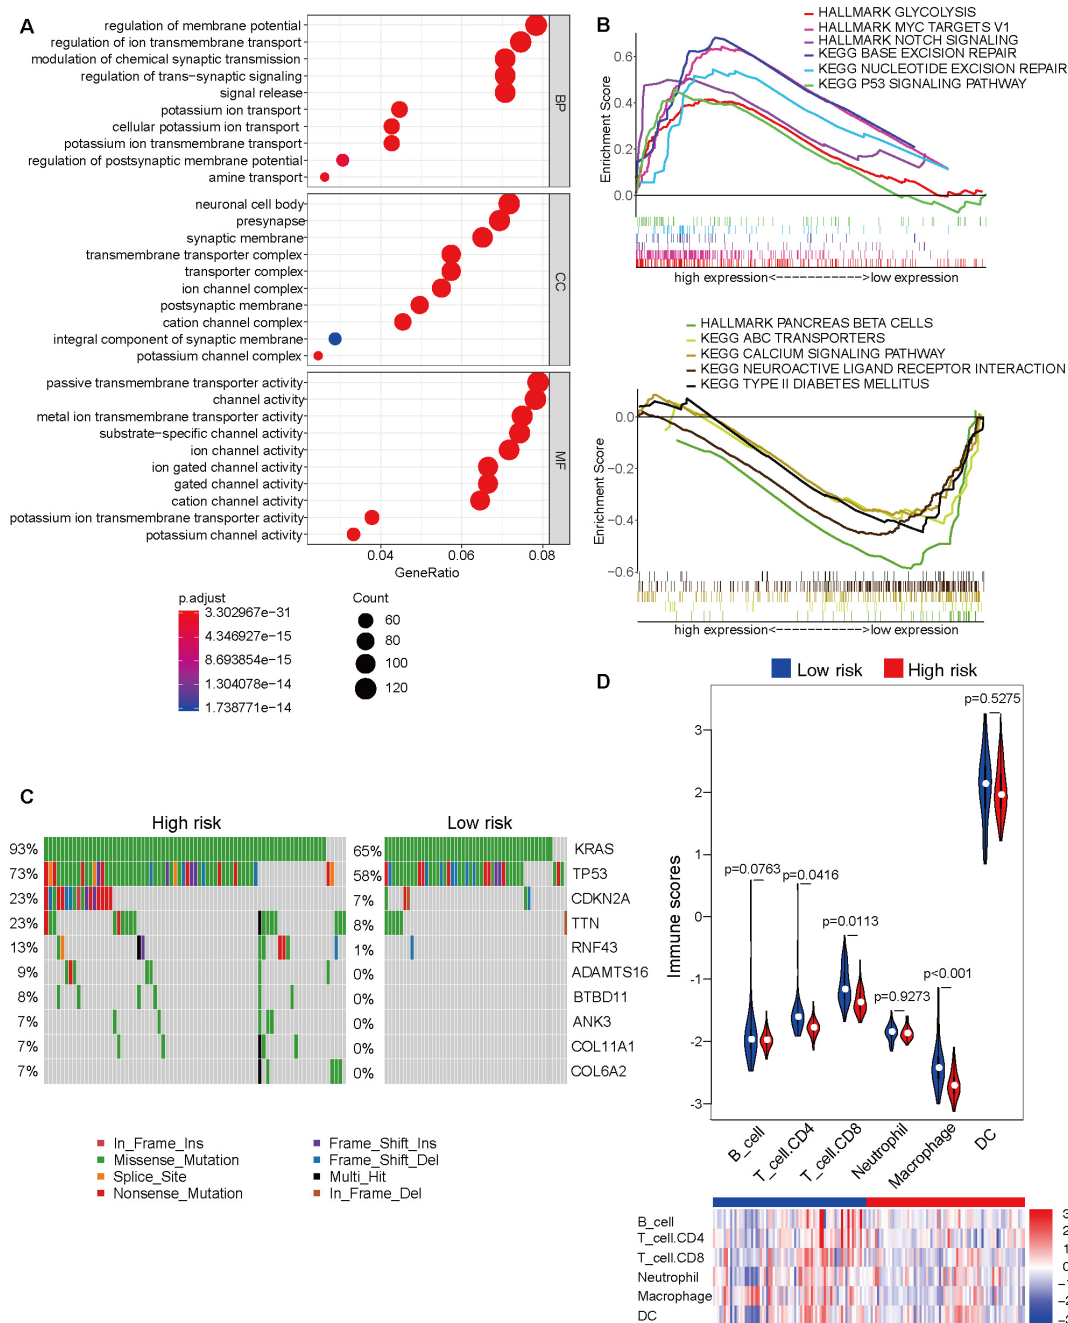 A
regulation of membrane potential
regulation of ion transmembrane transport
modulation of chemical synaptic transmission
regulation of trans−synaptic signaling
signal release
potassium ion transport
cellular potassium ion transport
potassium ion transmembrane transport
regulation of postsynaptic membrane potential
amine transport
BP
neuronal cell body
presynapse
synaptic membrane
transmembrane transporter complex
transporter complex
ion channel complex
postsynaptic membrane
cation channel complex
integral component of synaptic membrane
potassium channel complex
CC
passive transmembrane transporter activity
channel activity
metal ion transmembrane transporter activity
substrate−specific channel activity
ion channel activity
ion gated channel activity
gated channel activity
cation channel activity
potassium ion transmembrane transporter activity
potassium channel activity
MF
0.04 0.06 0.08
GeneRatio
p.adjust
3.302967e−31
4.346927e−15
8.693854e−15
1.304078e−14
1.738771e−14
Count
60
80
100
120
B
HALLMARK GLYCOLYSIS
HALLMARK MYC TARGETS V1
HALLMARK NOTCH SIGNALING
KEGG BASE EXCISION REPAIR
KEGG NUCLEOTIDE EXCISION REPAIR
KEGG P53 SIGNALING PATHWAY
Enrichment Score
0.6
0.4
0.2
0.0
high expression<------------>low expression
HALLMARK PANCREAS BETA CELLS
KEGG ABC TRANSPORTERS
KEGG CALCIUM SIGNALING PATHWAY
KEGG NEUROACTIVE LIGAND RECEPTOR INTERACTION
KEGG TYPE II DIABETES MELLITUS
Enrichment Score
0.0
−0.2
−0.4
−0.6
high expression<------------>low expression
C
High risk Low risk
93% 65% KRAS
73% 58% TP53
23% 7% CDKN2A
23% 8% TTN
13% 1% RNF43
9% 0% ADAMTS16
8% 0% BTBD11
7% 0% ANK3
7% 0% COL11A1
7% 0% COL6A2
In_Frame_Ins
Missense_Mutation
Splice_Site
Nonsense_Mutation
Frame_Shift_Ins
Frame_Shift_Del
Multi_Hit
In_Frame_Del
D
Low risk High risk
Immune scores
3
2
1
0
-1
-2
-3
p=0.0763
p=0.0416
p=0.0113
p=0.9273
p<0.001
p=0.5275
B_cell
T_cell.CD4
T_cell.CD8
Neutrophil
Macrophage
DC
B_cell
T_cell.CD4
T_cell.CD8
Neutrophil
Macrophage
DC
3
2
1
0
−1
−2
−3